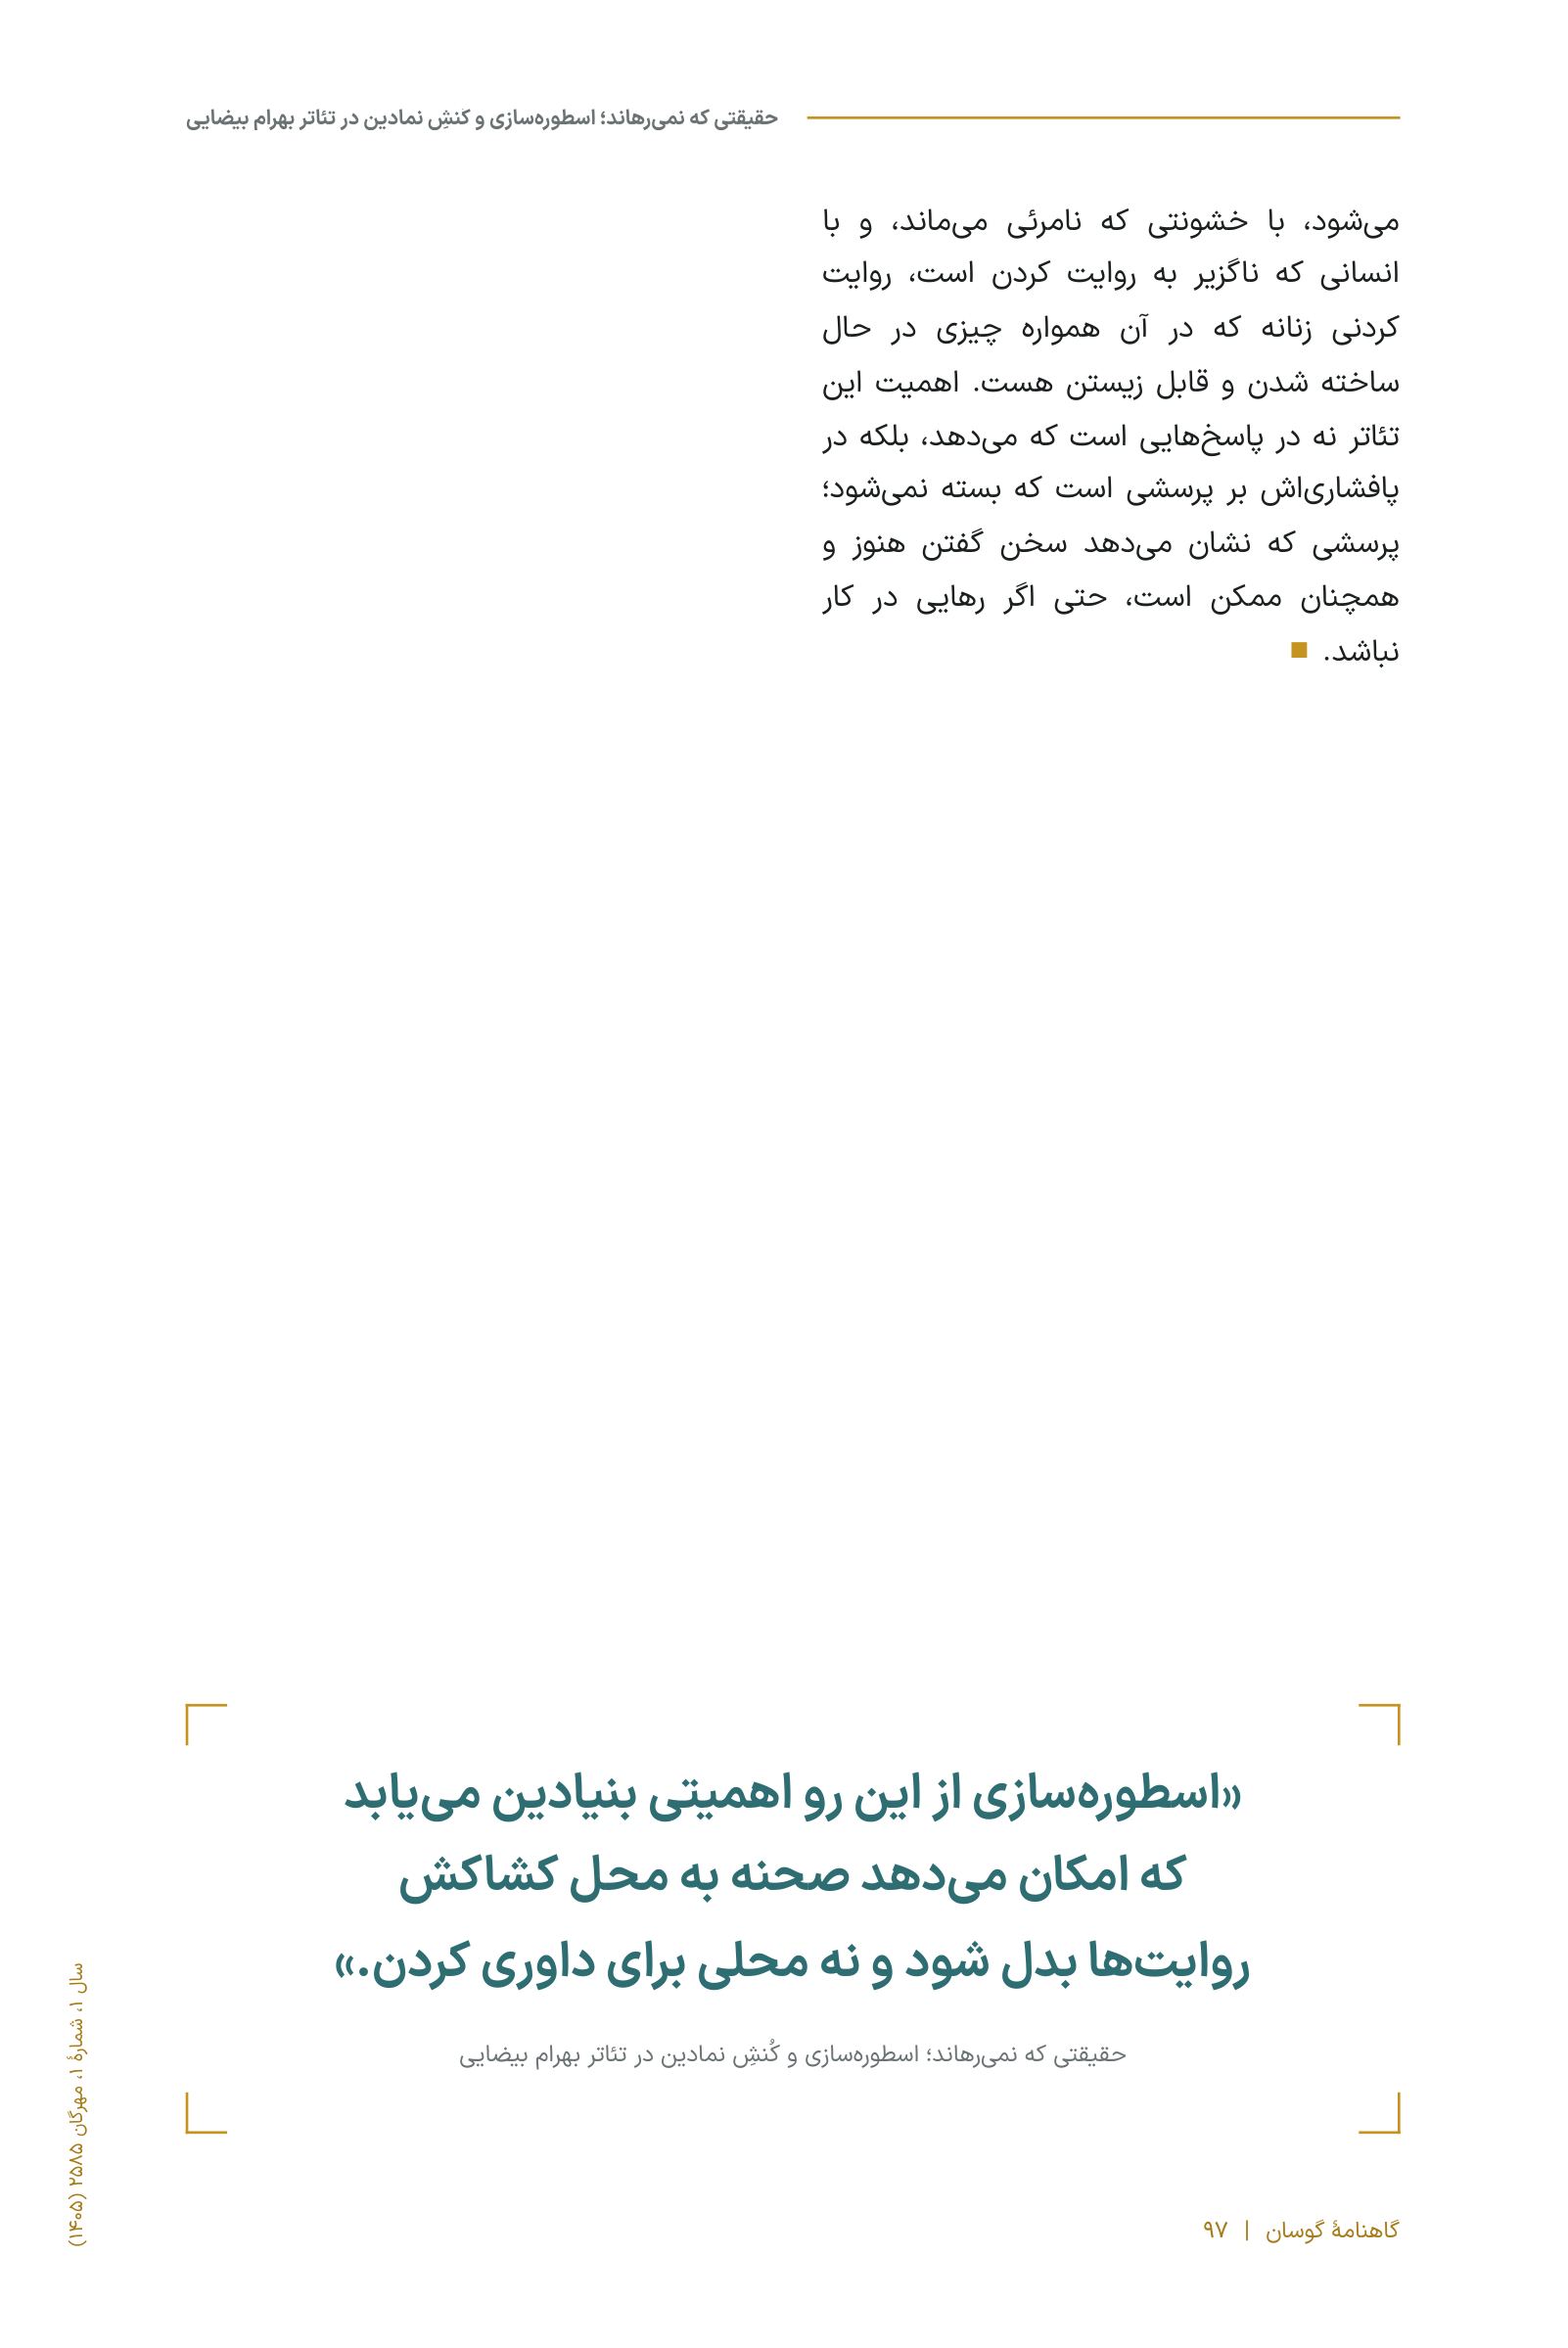 حقیقتی که نمی‌رهاند؛ اسطوره‌سازی و کنشِ نمادین در تئاتر بهرام بیضایی
می‌شود، با خشونتی که نامرئی می‌ماند، و با
انسانی که ناگزیر به روایت کردن است، روایت
کردنی زنانه که در آن همواره چیزی در حال
ساخته شدن و قابل زیستن هست. اهمیت این
تئاتر نه در پاسخ‌هایی است که می‌دهد، بلکه در
پافشاری‌اش بر پرسشی است که بسته نمی‌شود؛
پرسشی که نشان می‌دهد سخن گفتن هنوز و
همچنان ممکن است، حتی اگر رهایی در کار
نباشد. ■
«اسطوره‌سازی از این رو اهمیتی بنیادین می‌یابد
که امکان می‌دهد صحنه به محل کشاکش
روایت‌ها بدل شود و نه محلی برای داوری کردن.»
حقیقتی که نمی‌رهاند؛ اسطوره‌سازی و کُنشِ نمادین در تئاتر بهرام بیضایی
سال ۱، شمارهٔ ۱، مهرگان ۲۵۸۵ (۱۴۰۵)
گاهنامهٔ گوسان | ۹۷